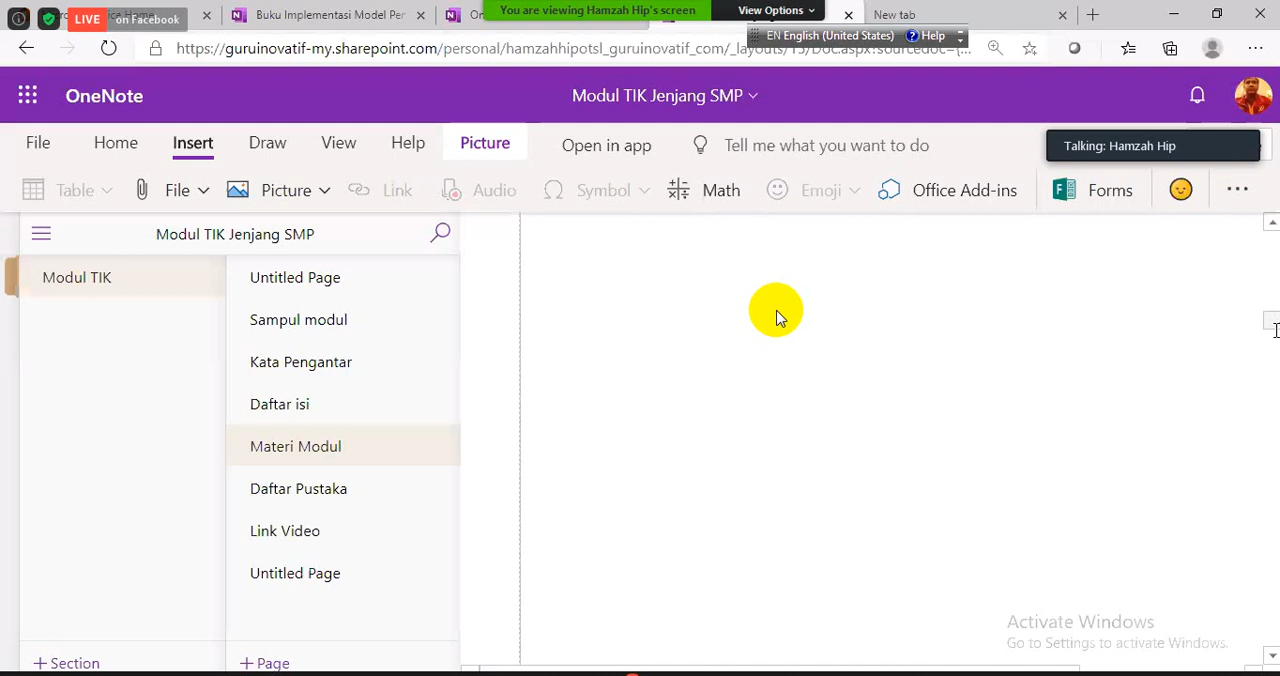 LIVE on Facebook
Buku Implementasi Model Per
You are viewing Hamzah Hip's screen
View Options
New tab
EN English (United States) Help
https://guruinovatif-my.sharepoint.com/personal/hamzahhipotsl_guruinovatif_com/_layouts/15/Doc.aspx?sourcedoc={...
OneNote
Modul TIK Jenjang SMP
File Home Insert Draw View Help Picture Open in app Tell me what you want to do
Talking: Hamzah Hip
Table File Picture Link Audio Symbol Math Emoji Office Add-ins Forms
Modul TIK Jenjang SMP
Modul TIK
Untitled Page
Sampul modul
Kata Pengantar
Daftar isi
Materi Modul
Daftar Pustaka
Link Video
Untitled Page
Activate Windows
Go to Settings to activate Windows.
+ Section
+ Page